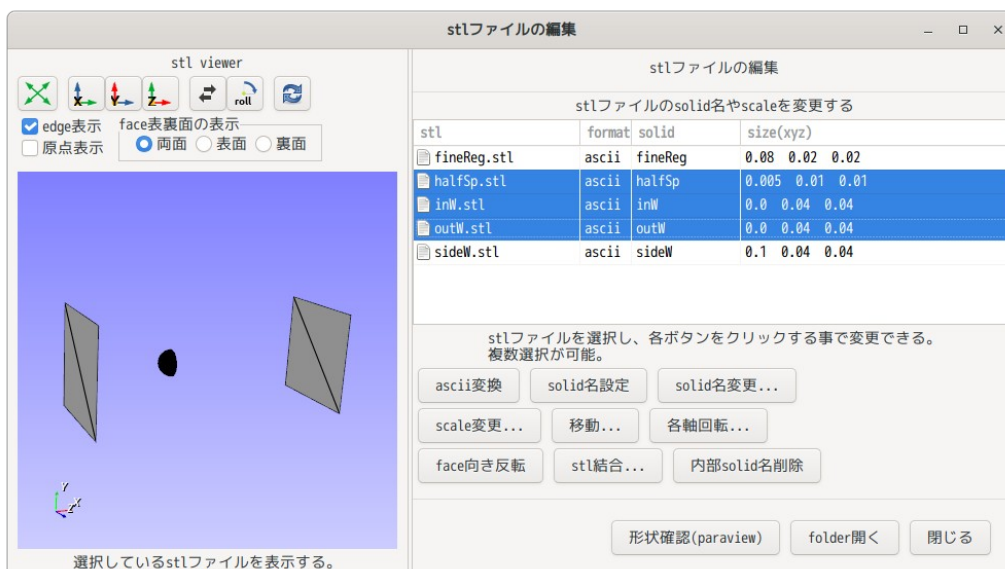 stlファイルの編集
stl viewer
X Y Z roll
edge表示
原点表示
face表裏面の表示
両面 表面 裏面
Y
Z X
選択しているstlファイルを表示する。
stlファイルの編集
stlファイルのsolid名やscaleを変更する
stl format solid size(xyz)
fineReg.stl ascii fineReg 0.08 0.02 0.02
halfSp.stl ascii halfSp 0.005 0.01 0.01
inW.stl ascii inW 0.0 0.04 0.04
outW.stl ascii outW 0.0 0.04 0.04
sideW.stl ascii sideW 0.1 0.04 0.04
stlファイルを選択し、各ボタンをクリックする事で変更できる。
複数選択が可能。
ascii変換 solid名設定 solid名変更...
scale変更... 移動... 各軸回転...
face向き反転 stl結合... 内部solid名削除
形状確認(paraview) folder開く 閉じる